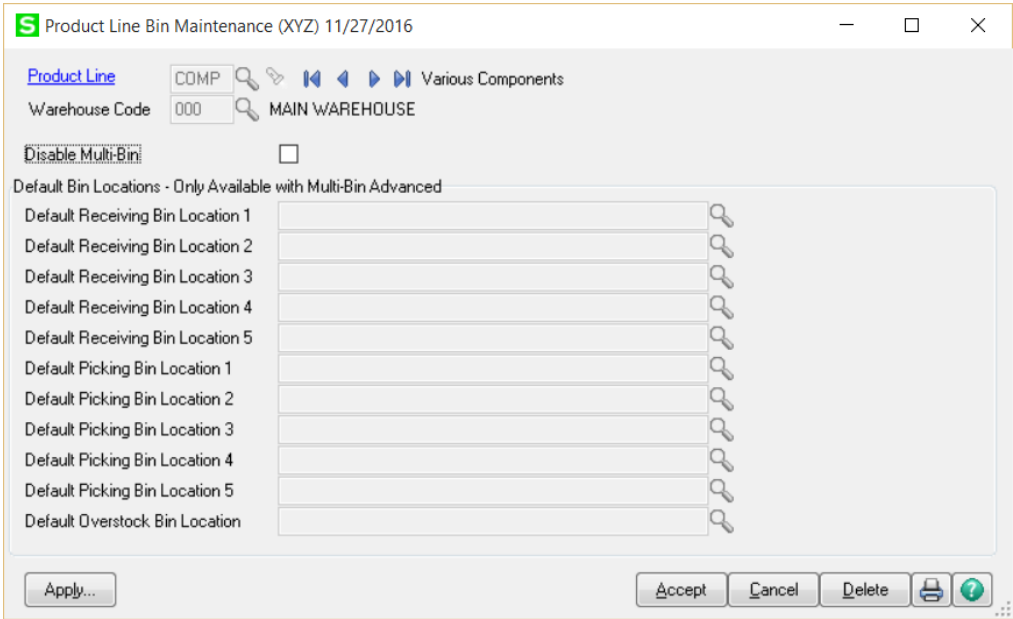 S Product Line Bin Maintenance (XYZ) 11/27/2016
Product Line COMP Various Components
Warehouse Code 000 MAIN WAREHOUSE
Disable Multi-Bin
Default Bin Locations - Only Available with Multi-Bin Advanced
Default Receiving Bin Location 1
Default Receiving Bin Location 2
Default Receiving Bin Location 3
Default Receiving Bin Location 4
Default Receiving Bin Location 5
Default Picking Bin Location 1
Default Picking Bin Location 2
Default Picking Bin Location 3
Default Picking Bin Location 4
Default Picking Bin Location 5
Default Overstock Bin Location
Apply... Accept Cancel Delete ?